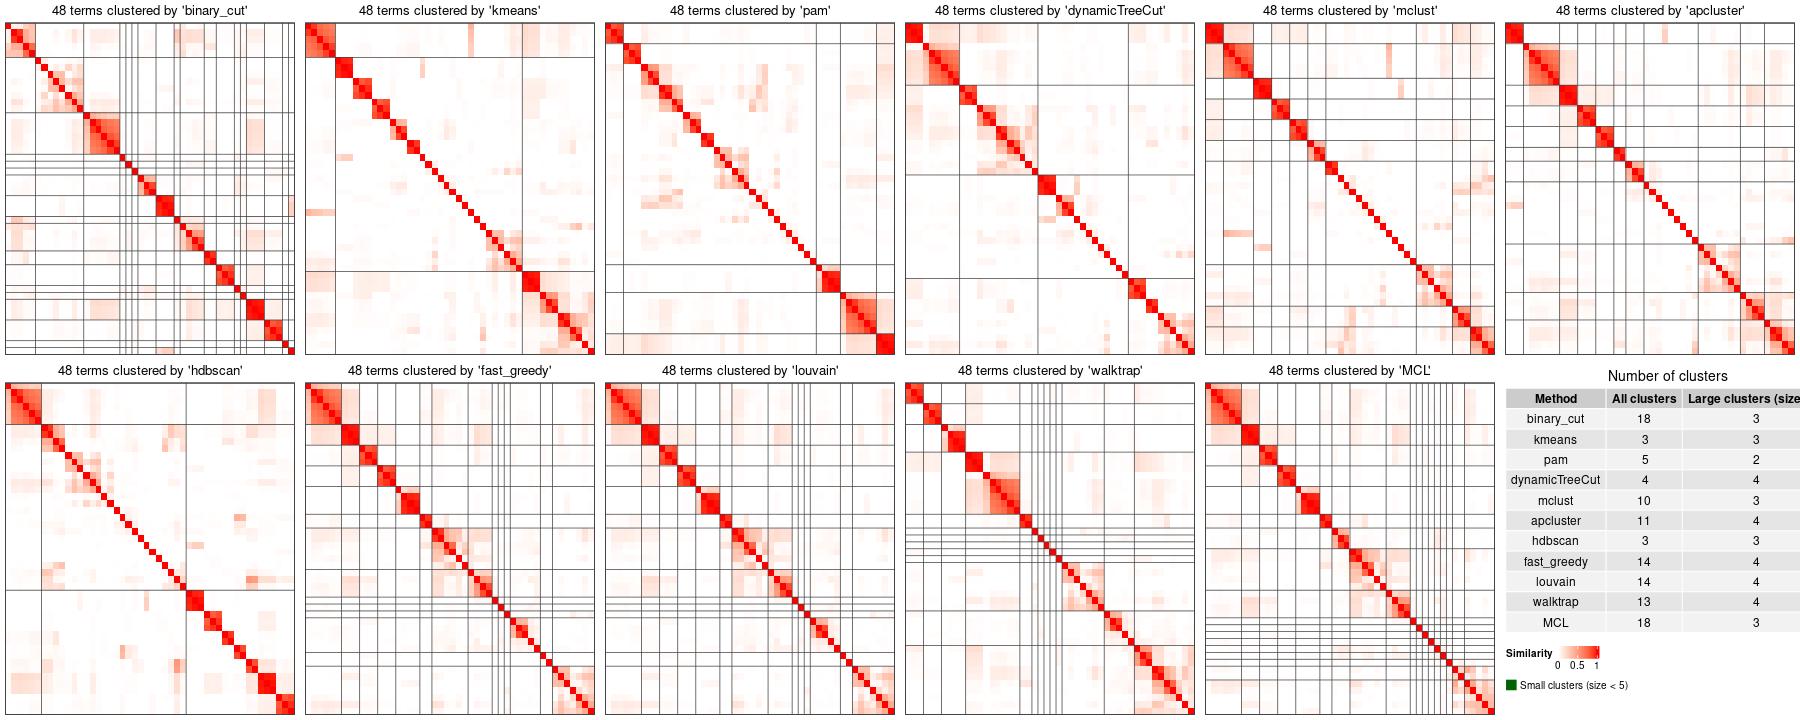 48 terms clustered by 'binary_cut'
48 terms clustered by 'kmeans'
48 terms clustered by 'pam'
48 terms clustered by 'dynamicTreeCut'
48 terms clustered by 'mclust'
48 terms clustered by 'apcluster'
48 terms clustered by 'hdbscan'
48 terms clustered by 'fast_greedy'
48 terms clustered by 'louvain'
48 terms clustered by 'walktrap'
48 terms clustered by 'MCL'
Number of clusters
Method All clusters Large clusters (size
binary_cut 18 3
kmeans 3 3
pam 5 2
dynamicTreeCut 4 4
mclust 10 3
apcluster 11 4
hdbscan 3 3
fast_greedy 14 4
louvain 14 4
walktrap 13 4
MCL 18 3
Similarity
0 0.5 1
Small clusters (size < 5)